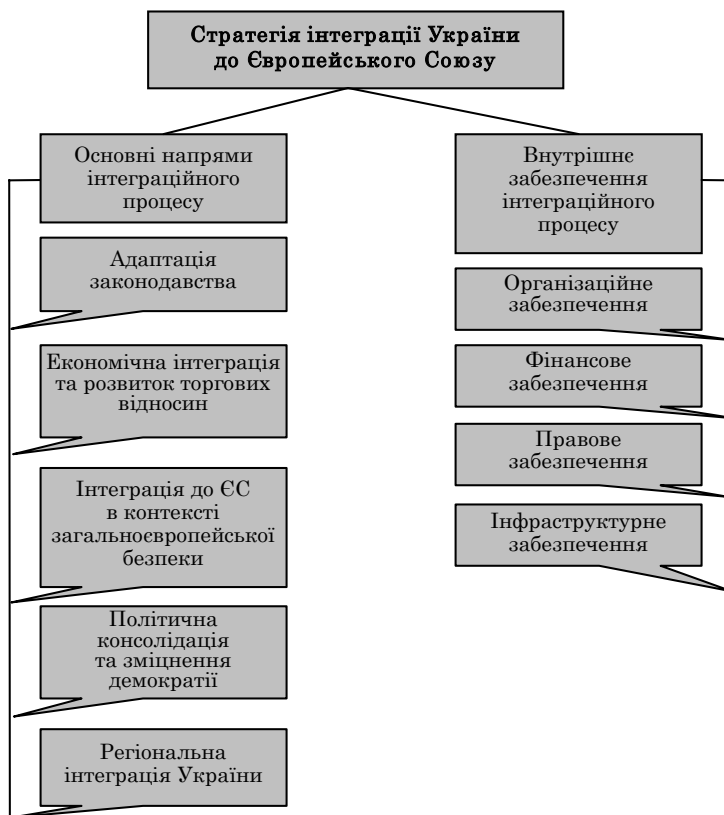 Стратегія інтеграції України
до Європейського Союзу
Основні напрями
інтеграційного
процесу
Адаптація
законодавства
Економічна інтеграція
та розвиток торгових
відносин
Інтеграція до ЄС
в контексті
загальноєвропейської
безпеки
Політична
консолідація
та зміцнення
демократії
Регіональна
інтеграція України
Внутрішнє
забезпечення
інтеграційного
процесу
Організаційне
забезпечення
Фінансове
забезпечення
Правове
забезпечення
Інфраструктурне
забезпечення